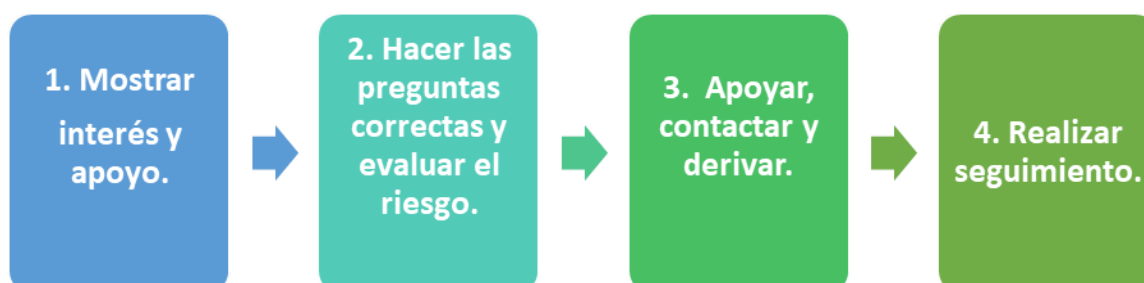 1. Mostrar
interés y
apoyo.
2. Hacer las
preguntas
correctas y
evaluar el
riesgo.
3. Apoyar,
contactar y
derivar.
4. Realizar
seguimiento.